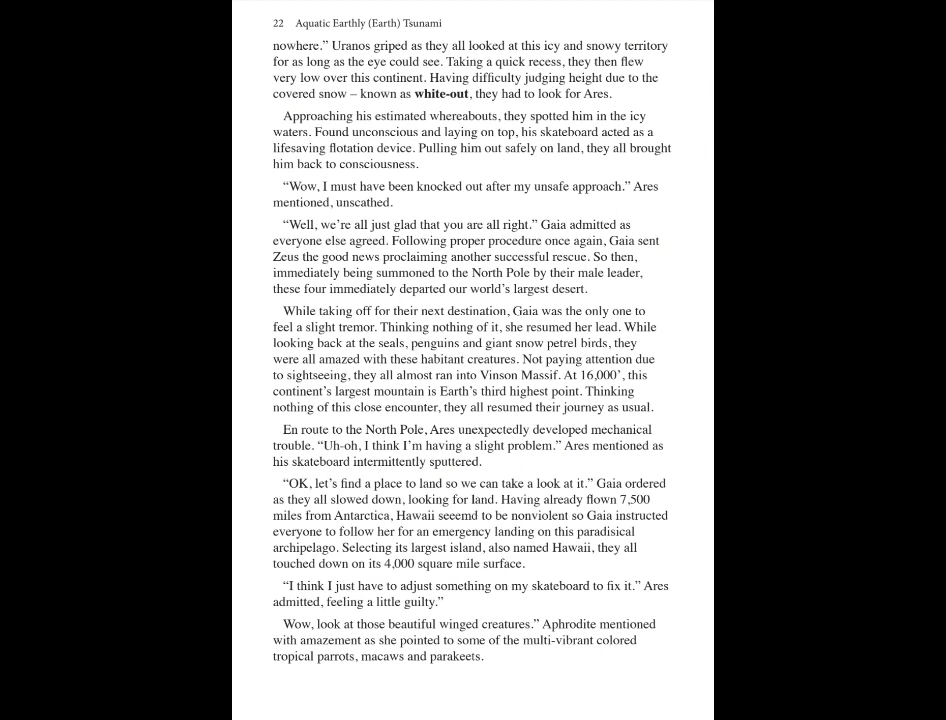 22 Aquatic Earthly (Earth) Tsunami
nowhere.” Uranos griped as they all looked at this icy and snowy territory
for as long as the eye could see. Taking a quick recess, they then flew
very low over this continent. Having difficulty judging height due to the
covered snow – known as white-out, they had to look for Ares.
Approaching his estimated whereabouts, they spotted him in the icy
waters. Found unconscious and laying on top, his skateboard acted as a
lifesaving flotation device. Pulling him out safely on land, they all brought
him back to consciousness.
“Wow, I must have been knocked out after my unsafe approach.” Ares
mentioned, unscathed.
“Well, we’re all just glad that you are all right.” Gaia admitted as
everyone else agreed. Following proper procedure once again, Gaia sent
Zeus the good news proclaiming another successful rescue. So then,
immediately being summoned to the North Pole by their male leader,
these four immediately departed our world’s largest desert.
While taking off for their next destination, Gaia was the only one to
feel a slight tremor. Thinking nothing of it, she resumed her lead. While
looking back at the seals, penguins and giant snow petrel birds, they
were all amazed with these habitant creatures. Not paying attention due
to sightseeing, they all almost ran into Vinson Massif. At 16,000’, this
continent’s largest mountain is Earth’s third highest point. Thinking
nothing of this close encounter, they all resumed their journey as usual.
En route to the North Pole, Ares unexpectedly developed mechanical
trouble. “Uh-oh, I think I’m having a slight problem.” Ares mentioned as
his skateboard intermittently sputtered.
“OK, let’s find a place to land so we can take a look at it.” Gaia ordered
as they all slowed down, looking for land. Having already flown 7,500
miles from Antarctica, Hawaii seeemd to be nonviolent so Gaia instructed
everyone to follow her for an emergency landing on this paradisical
archipelago. Selecting its largest island, also named Hawaii, they all
touched down on its 4,000 square mile surface.
“I think I just have to adjust something on my skateboard to fix it.” Ares
admitted, feeling a little guilty.”
Wow, look at those beautiful winged creatures.” Aphrodite mentioned
with amazement as she pointed to some of the multi-vibrant colored
tropical parrots, macaws and parakeets.